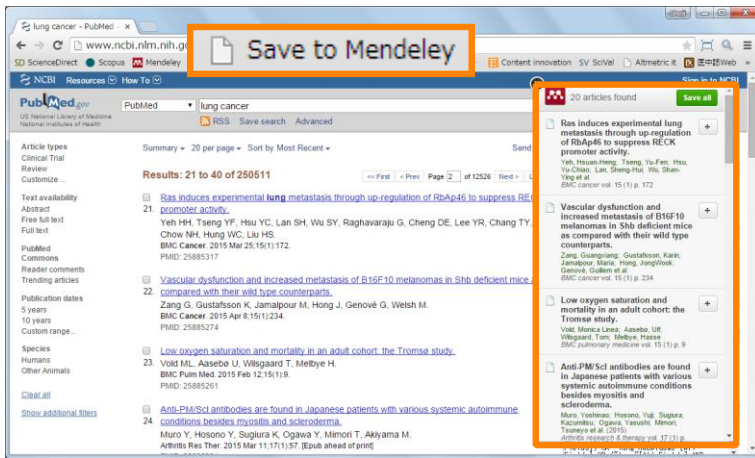 lung cancer - PubMed
www.ncbi.nlm.nih.go
Save to Mendeley
SD ScienceDirect Scopus Mendeley
Content innovation SV SciVal Altmetric it 医中誌Web
NCBI Resources How To
Sign in to NCBI
PubMed.gov
US National Library of Medicine
National Institutes of Health
PubMed
lung cancer
RSS Save search Advanced
Article types
Clinical Trial
Review
Customize ...
Text availability
Abstract
Free full text
Full text
PubMed
Commons
Reader comments
Trending articles
Publication dates
5 years
10 years
Custom range...
Species
Humans
Other Animals
Clear all
Show additional filters
Summary 20 per page Sort by Most Recent
Send
Results: 21 to 40 of 250511
<< First < Prev Page 2 of 12526 Next > L
Ras induces experimental lung metastasis through up-regulation of RbAp46 to suppress RECK
21. promoter activity.
Yeh HH, Tseng YF, Hsu YC, Lan SH, Wu SY, Raghavaraju G, Cheng DE, Lee YR, Chang TY,
Chow NH, Hung WC, Liu HS.
BMC Cancer. 2015 Mar 25;15(1):172.
PMID: 25885317
Vascular dysfunction and increased metastasis of B16F10 melanomas in Shb deficient mice a
22. compared with their wild type counterparts.
Zang G, Gustafsson K, Jamalpour M, Hong J, Genové G, Welsh M.
BMC Cancer. 2015 Apr 8;15(1):234.
PMID: 25885274
Low oxygen saturation and mortality in an adult cohort: the Tromsø study.
23. Vold ML, Aasebø U, Wilsgaard T, Melbye H.
BMC Pulm Med. 2015 Feb 12;15(1):9.
PMID: 25885261
Anti-PM/Scl antibodies are found in Japanese patients with various systemic autoimmune
24. conditions besides myositis and scleroderma.
Muro Y, Hosono Y, Sugiura K, Ogawa Y, Mimori T, Akiyama M.
Arthritis Res Ther. 2015 Mar 11;17(1):57. [Epub ahead of print]
20 articles found Save all
Ras induces experimental lung
metastasis through up-regulation
of RbAp46 to suppress RECK
promoter activity.
Yeh, Hsuan-Heng; Tseng, Yu-Fen; Hsu,
Yu-Chiao; Lan, Sheng-Hui; Wu, Shan-
Ying et al.
BMC cancer vol. 15 (1) p. 172
Vascular dysfunction and
increased metastasis of B16F10
melanomas in Shb deficient mice
as compared with their wild type
counterparts.
Zang, Guangxiang; Gustafsson, Karin;
Jamalpour, Maria; Hong, JongWook;
Genové, Guillem et al.
BMC cancer vol. 15 (1) p. 234
Low oxygen saturation and
mortality in an adult cohort: the
Tromsø study.
Vold, Monica Linea; Aasebø, Ulf;
Wilsgaard, Tom; Melbye, Hasse
BMC pulmonary medicine vol. 15 (1) p. 9
Anti-PM/Scl antibodies are found
in Japanese patients with various
systemic autoimmune conditions
besides myositis and
scleroderma.
Muro, Yoshinao; Hosono, Yuji; Sugiura,
Kazumitsu; Ogawa, Yasushi; Mimori,
Tsuneyo et al. (2015)
Arthritis research & therapy vol. 17 (1) p.